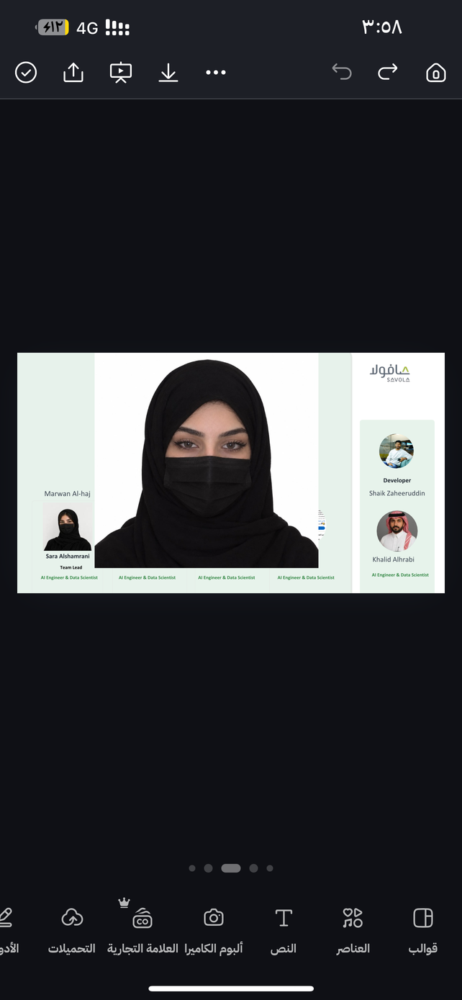 ٣:٥٨
4G
١٢
سافولا
SAVOLA
Developer
Shaik Zaheeruddin
Khalid Alhrabi
AI Engineer & Data Scientist
Marwan Al-haj
Sara Alshamrani
Team Lead
AI Engineer & Data Scientist
AI Engineer & Data Scientist
AI Engineer & Data Scientist
AI Engineer & Data Scientist
قوالب
العناصر
النص
ألبوم الكاميرا
العلامة التجارية
CO
التحميلات
الأدو